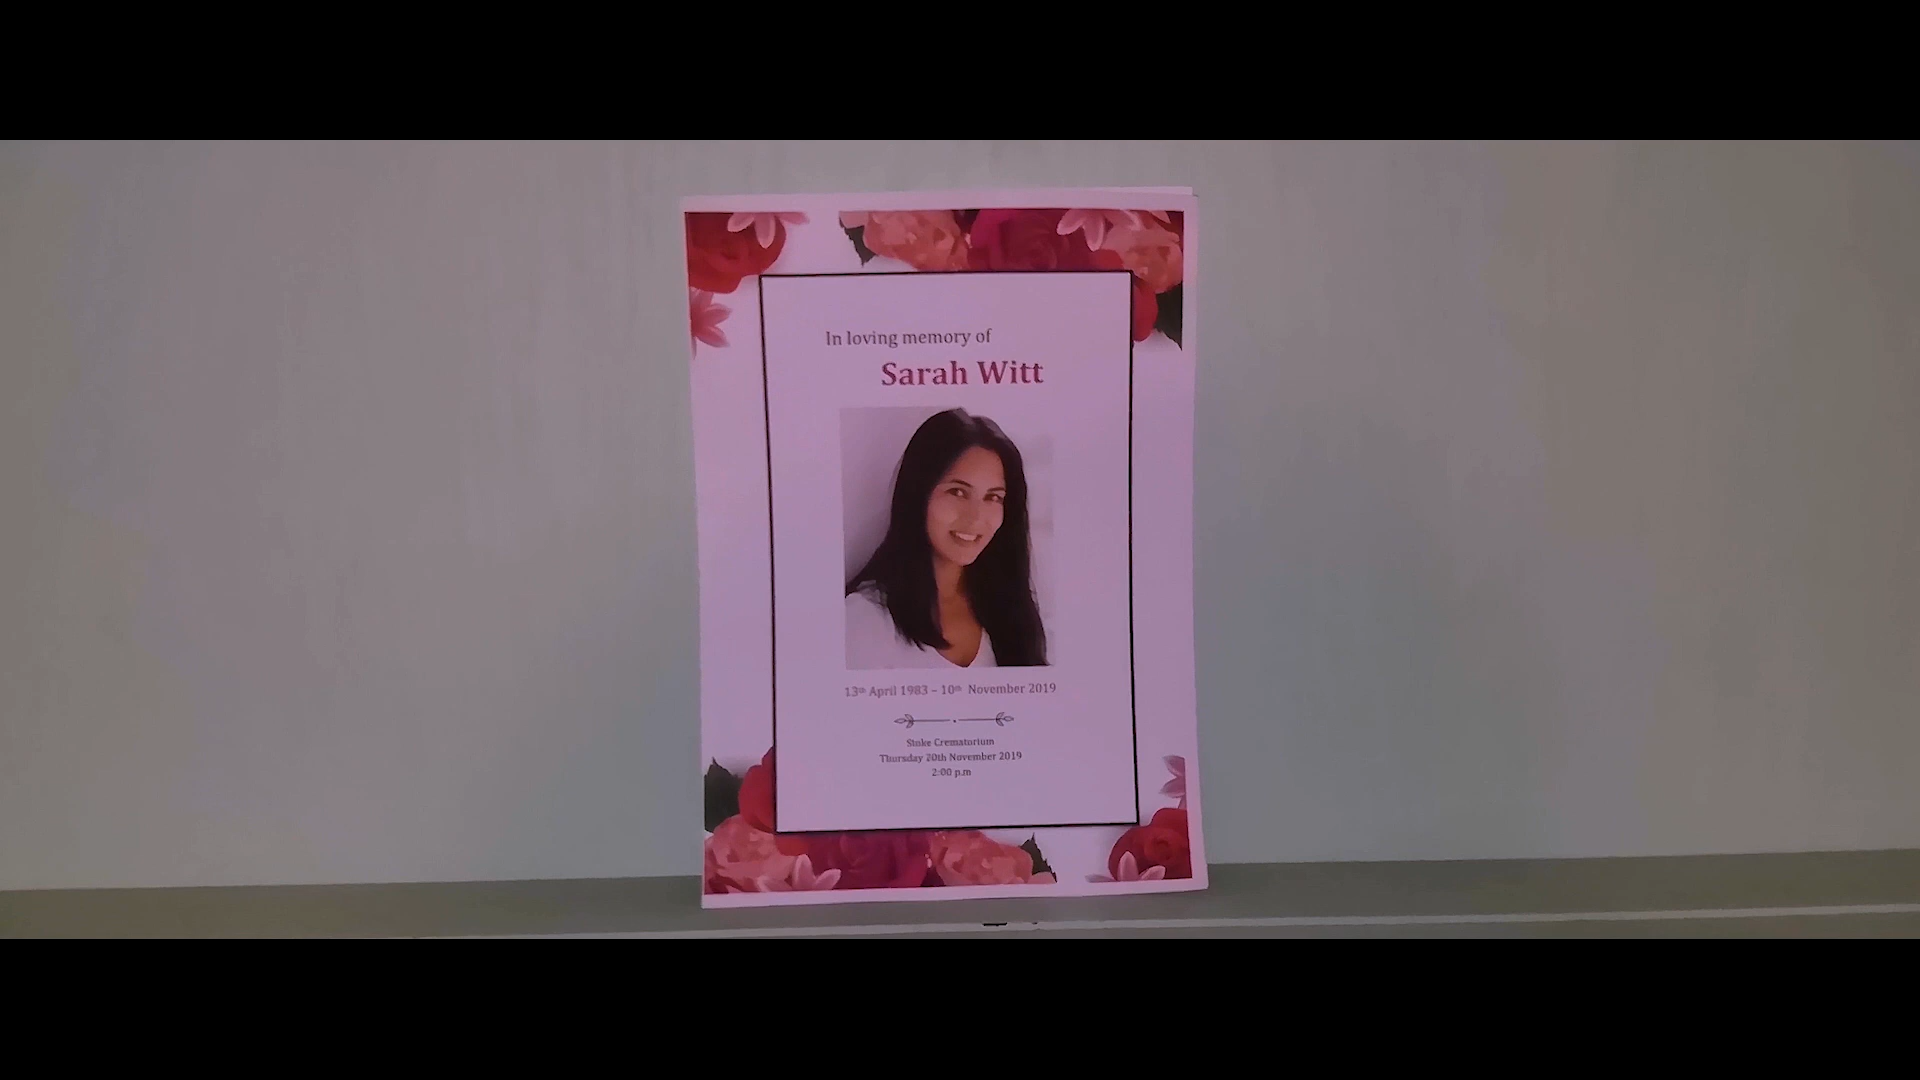 In loving memory of
Sarah Witt
13th April 1983 – 10th November 2019
Stoke Crematorium
Thursday 20th November 2019
2:00 p.m